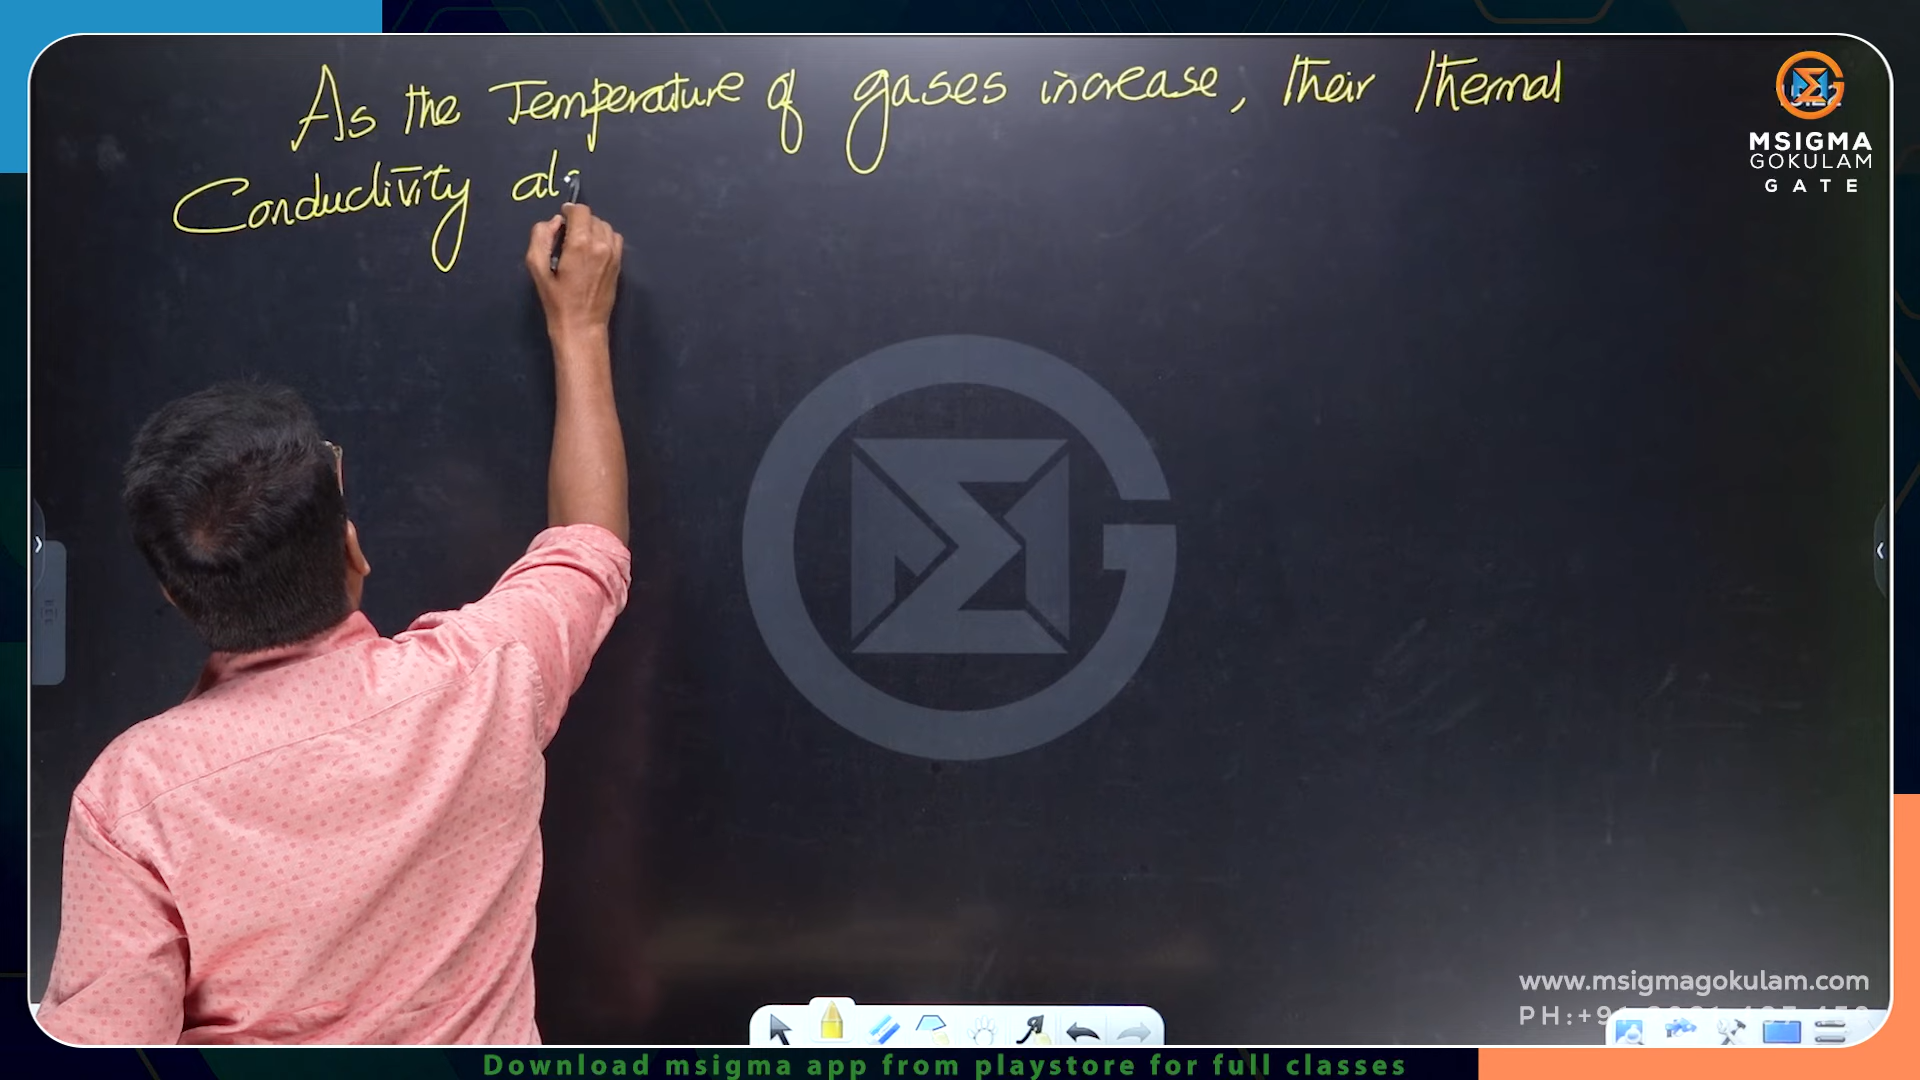 As the Temperature of gases increase, their thermal
Conductivity als
MSIGMA
GOKULAM
GATE
www.msigmagokulam.com
Download msigma app from playstore for full classes